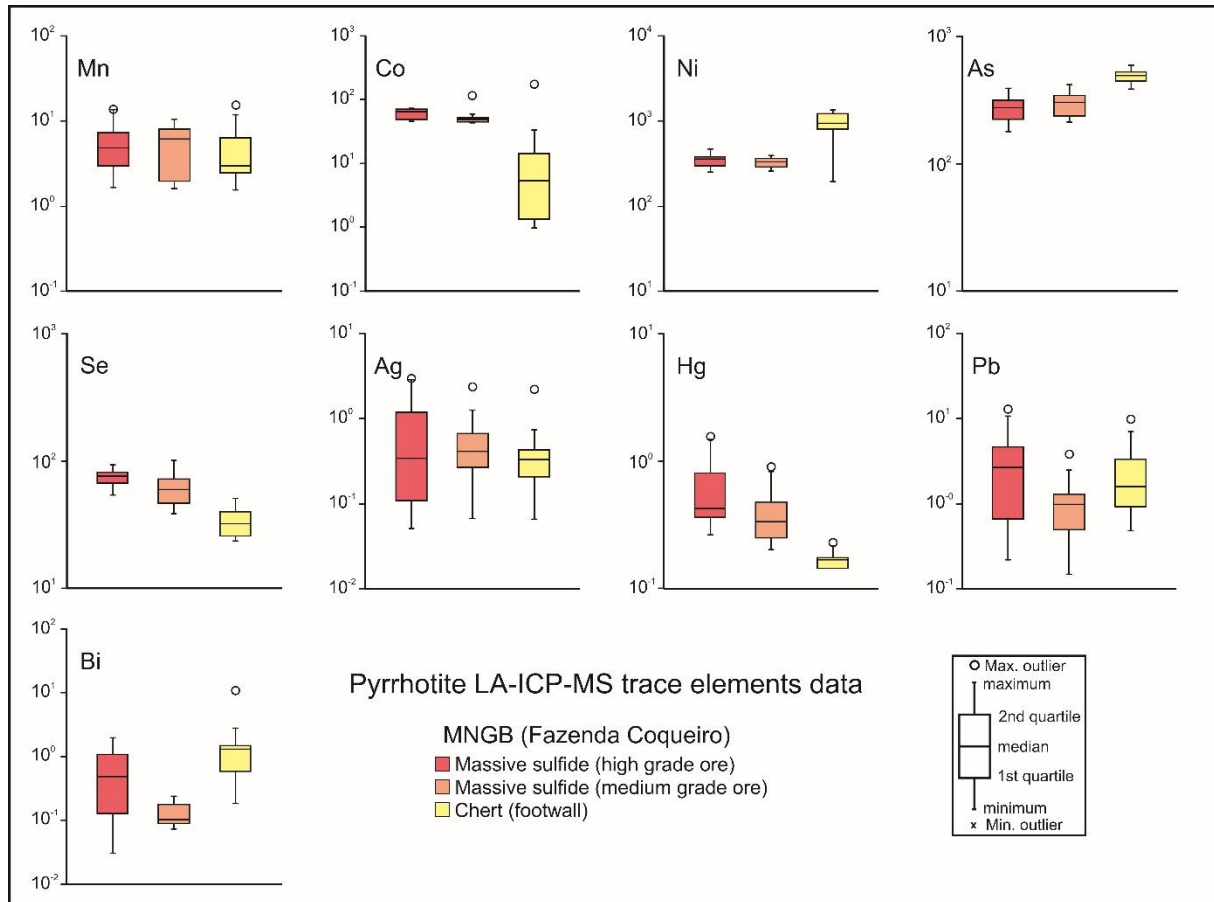 Mn
10²
10¹
10⁰
10⁻¹
Co
10³
10²
10¹
10⁰
10⁻¹
Ni
10⁴
10³
10²
10¹
As
10³
10²
10¹
Se
10³
10²
10¹
Ag
10¹
10⁰
10⁻¹
10⁻²
Hg
10¹
10⁰
10⁻¹
Pb
10²
10¹
10⁻⁰
10⁻¹
Bi
10²
10¹
10⁰
10⁻¹
10⁻²
Pyrrhotite LA-ICP-MS trace elements data
MNGB (Fazenda Coqueiro)
Massive sulfide (high grade ore)
Massive sulfide (medium grade ore)
Chert (footwall)
Max. outlier
maximum
2nd quartile
median
1st quartile
minimum
x Min. outlier